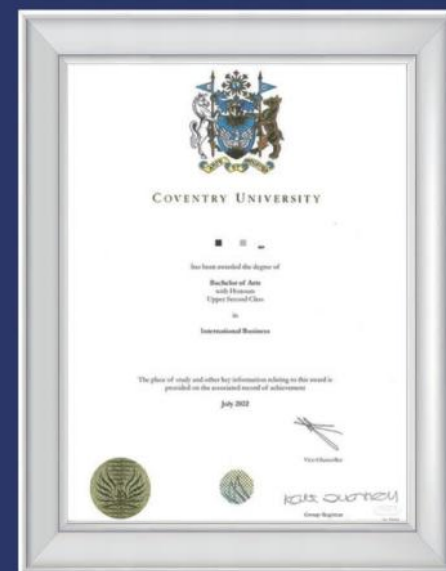 COVENTRY UNIVERSITY
has been awarded the degree of
Bachelor of Arts
with Honours
Upper Second Class
in
International Business
The place of study and other key information relating to this award is
provided on the associated record of achievement
July 2022
Vice-Chancellor
Group Registrar